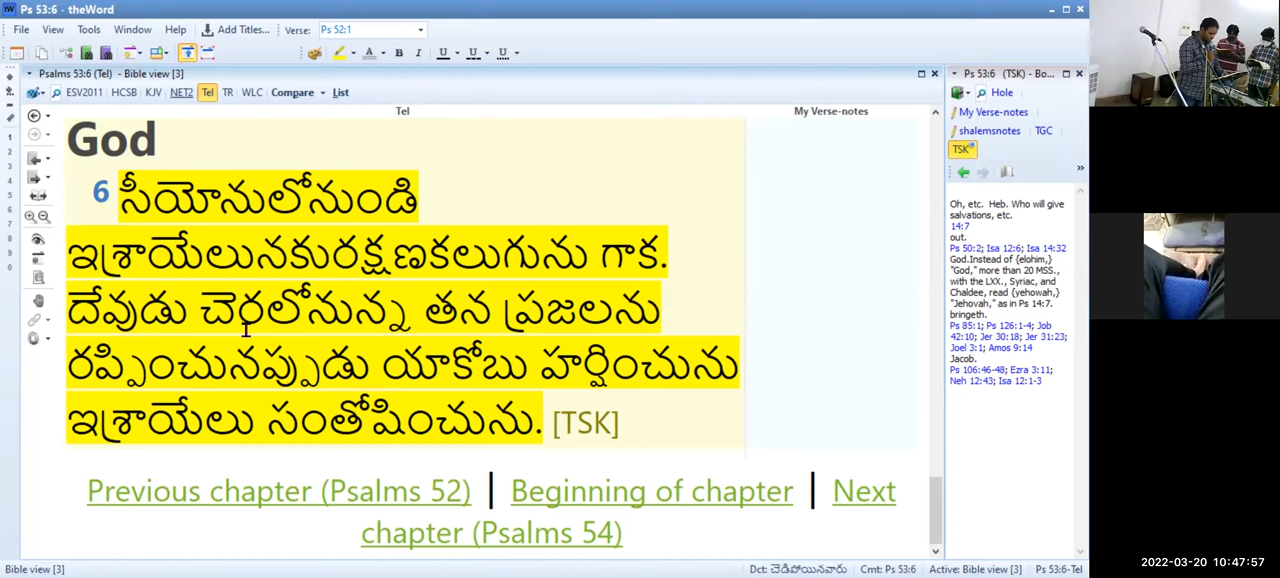 Ps 53:6 - theWord
File View Tools Window Help Add Titles... Verse: Ps 52:1
Psalms 53:6 (Tel) - Bible view [3]
ESV2011 HCSB KJV NET2 Tel TR WLC Compare List
Tel My Verse-notes
God
6 సీయోనులోనుండి
ఇశ్రాయేలునకురక్షణకలుగును గాక.
దేవుడు చెరలోనున్న తన ప్రజలను
రప్పించునప్పుడు యాకోబు హర్షించును
ఇశ్రాయేలు సంతోషించును. [TSK]
Previous chapter (Psalms 52) | Beginning of chapter | Next
chapter (Psalms 54)
Ps 53:6 (TSK) - Bo...
Hole
My Verse-notes
shalemsnotes TGC
TSK
Oh, etc. Heb. Who will give
salvations, etc.
14:7
out.
Ps 50:2; Isa 12:6; Isa 14:32
God.Instead of {elohim,}
"God," more than 20 MSS.,
with the LXX., Syriac, and
Chaldee, read {yehowah,}
"Jehovah," as in Ps 14:7.
bringeth.
Ps 85:1; Ps 126:1-4; Job
42:10; Jer 30:18; Jer 31:23;
Joel 3:1; Amos 9:14
Jacob.
Ps 106:46-48; Ezra 3:11;
Neh 12:43; Isa 12:1-3
Bible view [3] Dct: చెడిపోయినవారు Cmt: Ps 53:6 Active: Bible view [3] Ps 53:6-Tel
2022-03-20 10:47:57